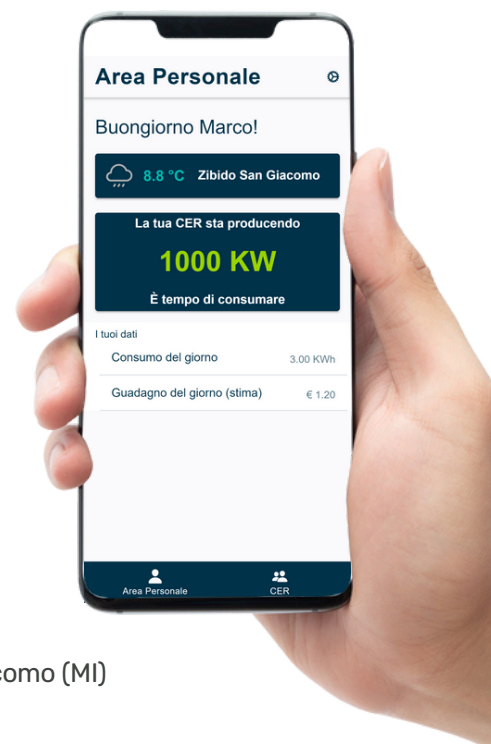 Area Personale
Buongiorno Marco!
8.8 °C Zibido San Giacomo
La tua CER sta producendo
1000 KW
È tempo di consumare
I tuoi dati
Consumo del giorno 3.00 KWh
Guadagno del giorno (stima) € 1.20
Area Personale CER
como (MI)